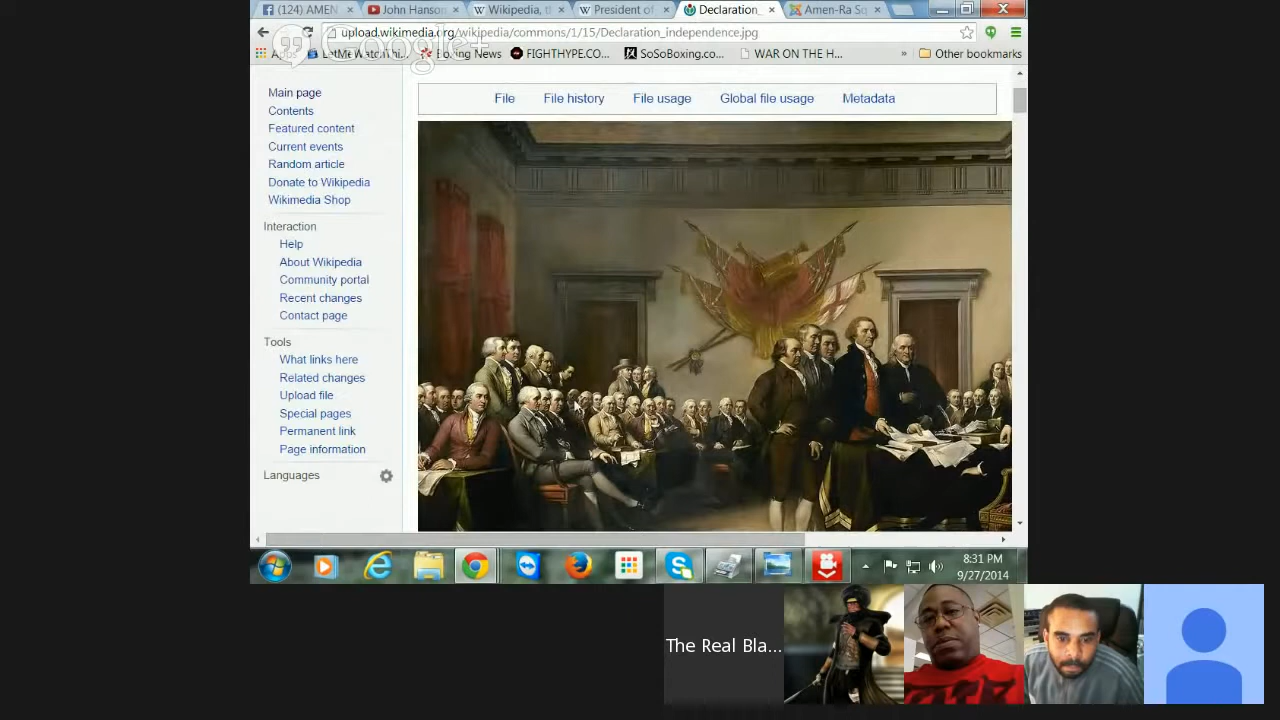 (124) AMEN
John Hanson
Wikipedia, th
President of
Declaration_
Amen-Ra Sq
Google+
upload.wikimedia.org/wikipedia/commons/1/15/Declaration_independence.jpg
Boxing News
FIGHTHYPE.CO...
SoSoBoxing.co...
WAR ON THE H...
»
Other bookmarks
Main page
Contents
Featured content
Current events
Random article
Donate to Wikipedia
Wikimedia Shop
Interaction
Help
About Wikipedia
Community portal
Recent changes
Contact page
Tools
What links here
Related changes
Upload file
Special pages
Permanent link
Page information
Languages
File
File history
File usage
Global file usage
Metadata
8:31 PM
9/27/2014
The Real Bla...